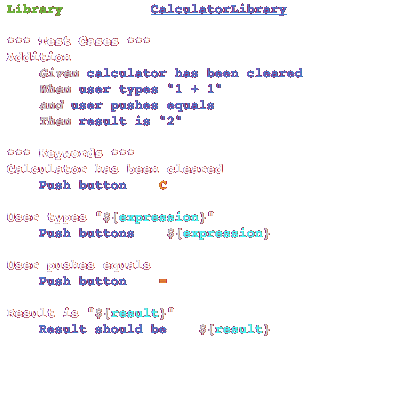 Library           CalculatorLibrary
*** Test Cases ***
Addition
    Given calculator has been cleared
    When user types "1 + 1"
    and user pushes equals
    Then result is "2"
*** Keywords ***
Calculator has been cleared
    Push button    C
User types "${expression}"
    Push buttons    ${expression}
User pushes equals
    Push button    =
Result is "${result}"
    Result should be    ${result}